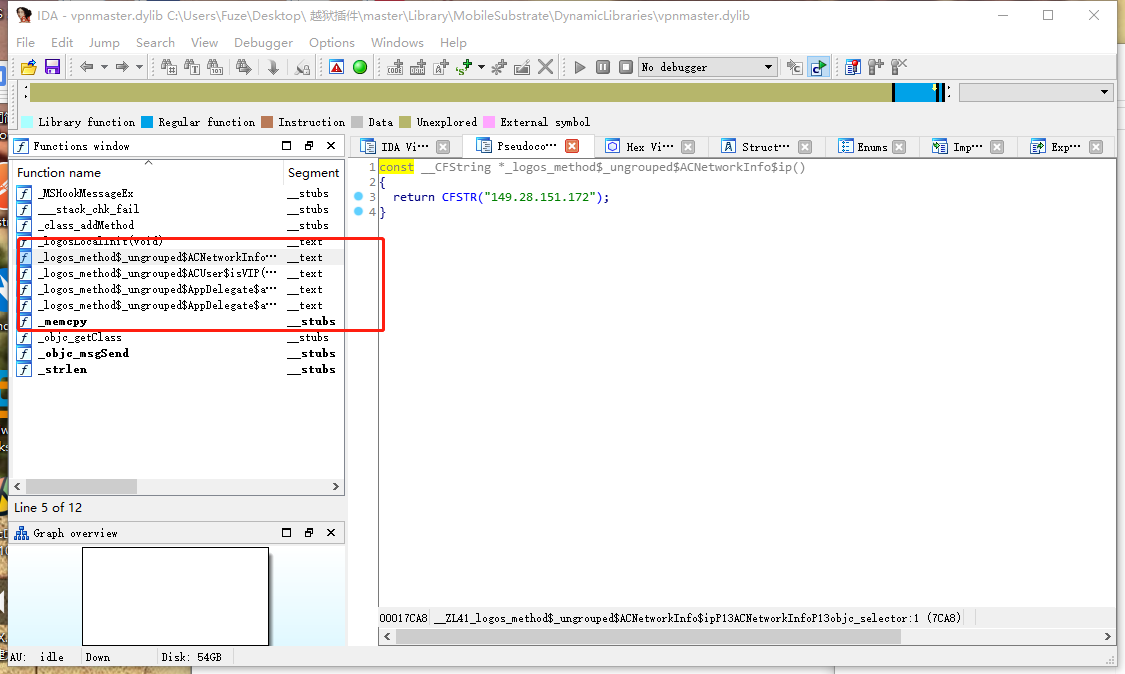 IDA - vpnmaster.dylib C:\Users\Fuze\Desktop\ 越狱插件\master\Library\MobileSubstrate\DynamicLibraries\vpnmaster.dylib
File Edit Jump Search View Debugger Options Windows Help
No debugger
Library function Regular function Instruction Data Unexplored External symbol
Functions window
IDA Vi··· Pseudoco··· Hex Vi··· Struct··· Enums Imp··· Exp···
Function name Segment
_MSHookMessageEx __stubs
___stack_chk_fail __stubs
_class_addMethod __stubs
_logosLocalInit(void) __text
_logos_method$_ungrouped$ACNetworkInfo··· __text
_logos_method$_ungrouped$ACUser$isVIP(··· __text
_logos_method$_ungrouped$AppDelegate$a··· __text
_logos_method$_ungrouped$AppDelegate$a··· __text
_memcpy __stubs
_objc_getClass __stubs
_objc_msgSend __stubs
_strlen __stubs
Line 5 of 12
Graph overview
1 const __CFString *_logos_method$_ungrouped$ACNetworkInfo$ip()
2 {
3 return CFSTR("149.28.151.172");
4 }
00017CA8 __ZL41_logos_method$_ungrouped$ACNetworkInfo$ipP13ACNetworkInfoP13objc_selector:1 (7CA8)
AU: idle Down Disk: 54GB